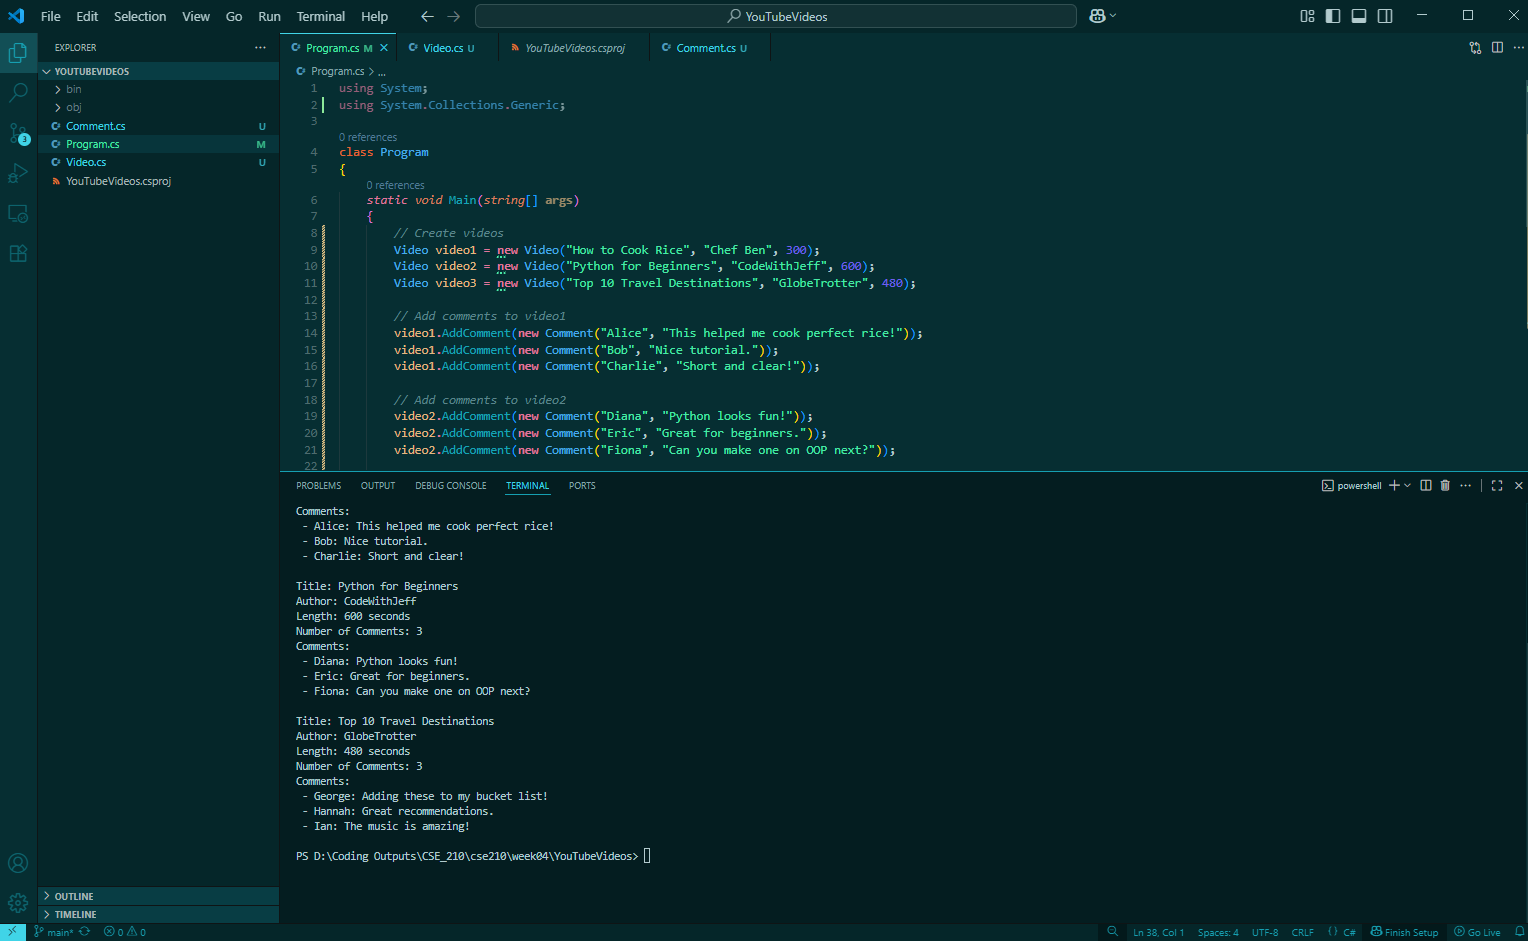 File Edit Selection View Go Run Terminal Help
YouTubeVideos
EXPLORER
YOUTUBEVIDEOS
bin
obj
Comment.cs U
Program.cs M
Video.cs U
YouTubeVideos.csproj
OUTLINE
TIMELINE
3
Program.cs M
Video.cs U
YouTubeVideos.csproj
Comment.cs U
Program.cs > ...
1 using System;
2 using System.Collections.Generic;
3
0 references
4 class Program
5 {
0 references
6 static void Main(string[] args)
7 {
8 // Create videos
9 Video video1 = new Video("How to Cook Rice", "Chef Ben", 300);
10 Video video2 = new Video("Python for Beginners", "CodeWithJeff", 600);
11 Video video3 = new Video("Top 10 Travel Destinations", "GlobeTrotter", 480);
12
13 // Add comments to video1
14 video1.AddComment(new Comment("Alice", "This helped me cook perfect rice!"));
15 video1.AddComment(new Comment("Bob", "Nice tutorial."));
16 video1.AddComment(new Comment("Charlie", "Short and clear!"));
17
18 // Add comments to video2
19 video2.AddComment(new Comment("Diana", "Python looks fun!"));
20 video2.AddComment(new Comment("Eric", "Great for beginners."));
21 video2.AddComment(new Comment("Fiona", "Can you make one on OOP next?"));
22
PROBLEMS OUTPUT DEBUG CONSOLE TERMINAL PORTS
powershell
Comments:
- Alice: This helped me cook perfect rice!
- Bob: Nice tutorial.
- Charlie: Short and clear!
Title: Python for Beginners
Author: CodeWithJeff
Length: 600 seconds
Number of Comments: 3
Comments:
- Diana: Python looks fun!
- Eric: Great for beginners.
- Fiona: Can you make one on OOP next?
Title: Top 10 Travel Destinations
Author: GlobeTrotter
Length: 480 seconds
Number of Comments: 3
Comments:
- George: Adding these to my bucket list!
- Hannah: Great recommendations.
- Ian: The music is amazing!
PS D:\Coding Outputs\CSE_210\cse210\week04\YouTubeVideos>
main* 0 0 Ln 38, Col 1 Spaces: 4 UTF-8 CRLF {} C# Finish Setup Go Live